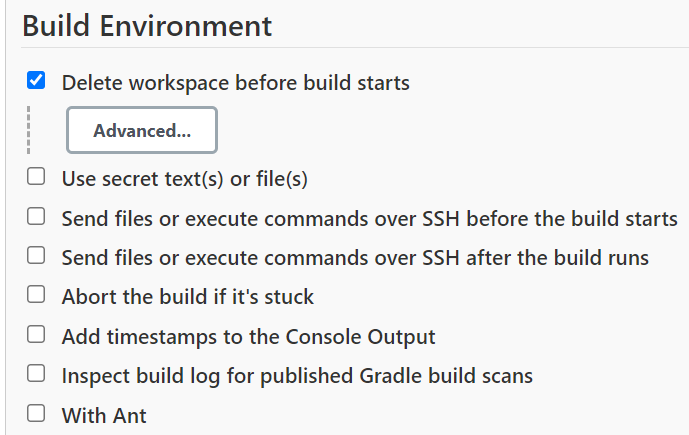 Build Environment
Delete workspace before build starts
Advanced...
Use secret text(s) or file(s)
Send files or execute commands over SSH before the build starts
Send files or execute commands over SSH after the build runs
Abort the build if it's stuck
Add timestamps to the Console Output
Inspect build log for published Gradle build scans
With Ant